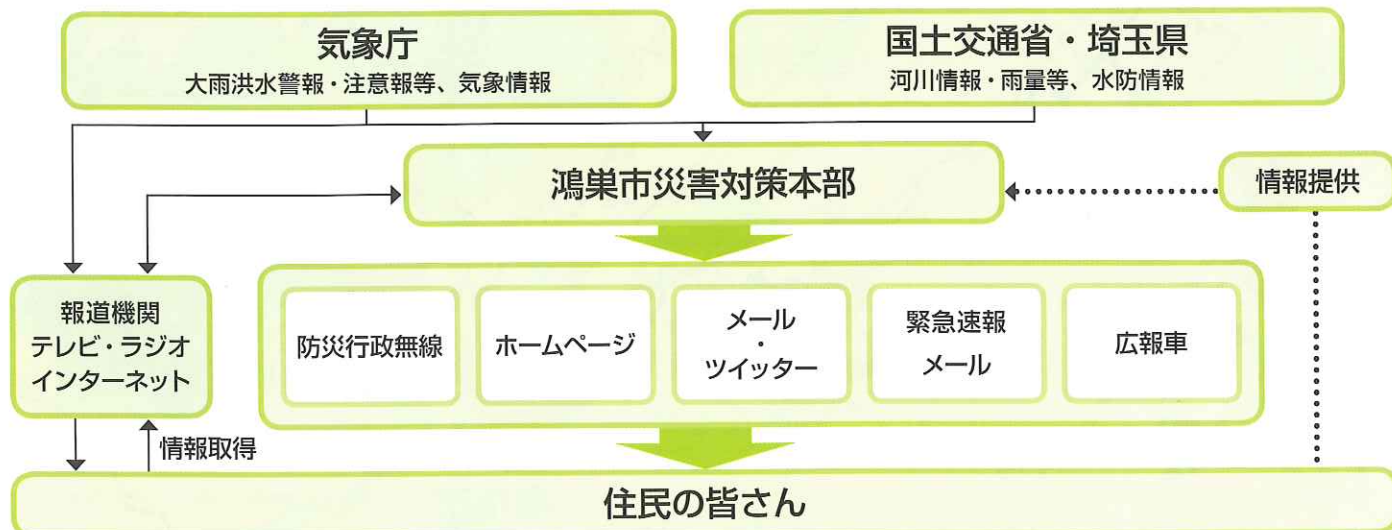 気象庁
大雨洪水警報・注意報等、気象情報
国土交通省・埼玉県
河川情報・雨量等、水防情報
鴻巣市災害対策本部
情報提供
報道機関
テレビ・ラジオ
インターネット
防災行政無線
ホームページ
メール
・
ツイッター
緊急速報
メール
広報車
情報取得
住民の皆さん